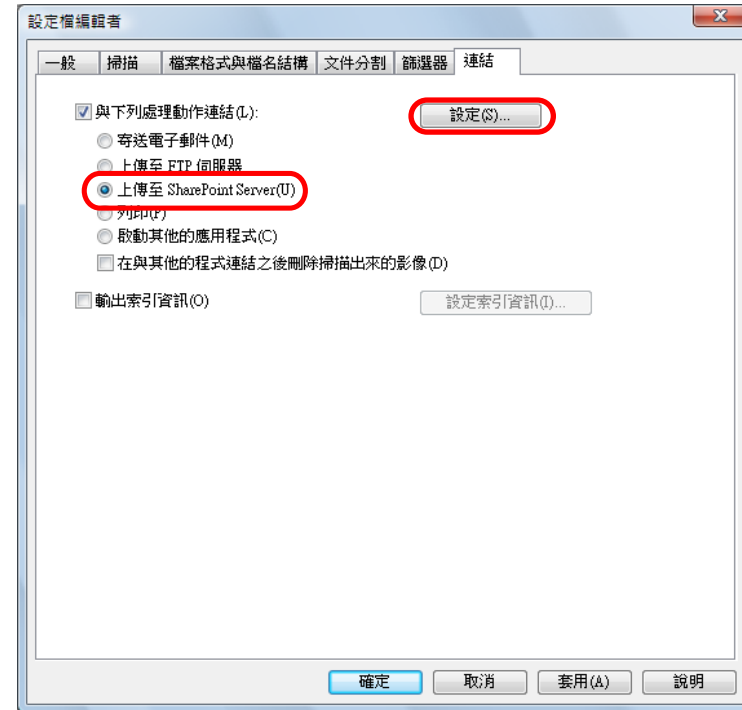 設定檔編輯者
一般 掃描 檔案格式與檔名結構 文件分割 篩選器 連結
與下列處理動作連結(L): 設定(S)...
寄送電子郵件(M)
上傳至 FTP 伺服器
上傳至 SharePoint Server(U)
列印(P)
啟動其他的應用程式(C)
在與其他的程式連結之後刪除掃描出來的影像(D)
輸出索引資訊(O) 設定索引資訊(I)...
確定 取消 套用(A) 說明